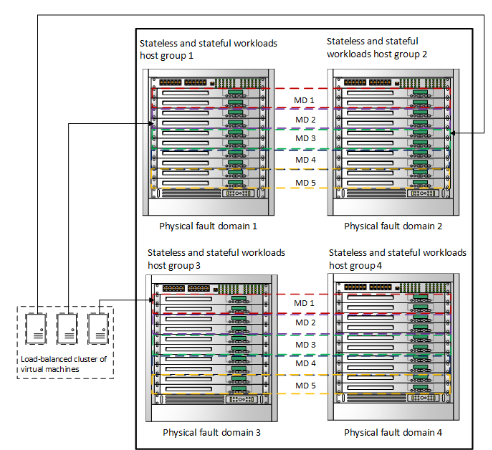 Stateless and stateful workloads
host group 1
Stateless and stateful
workloads host group 2
MD 1
MD 2
MD 3
MD 4
MD 5
Physical fault domain 1
Physical fault domain 2
Stateless and stateful workloads
host group 3
Stateless and stateful workloads
host group 4
MD 1
MD 2
MD 3
MD 4
MD 5
Load-balanced cluster of
virtual machines
Physical fault domain 3
Physical fault domain 4